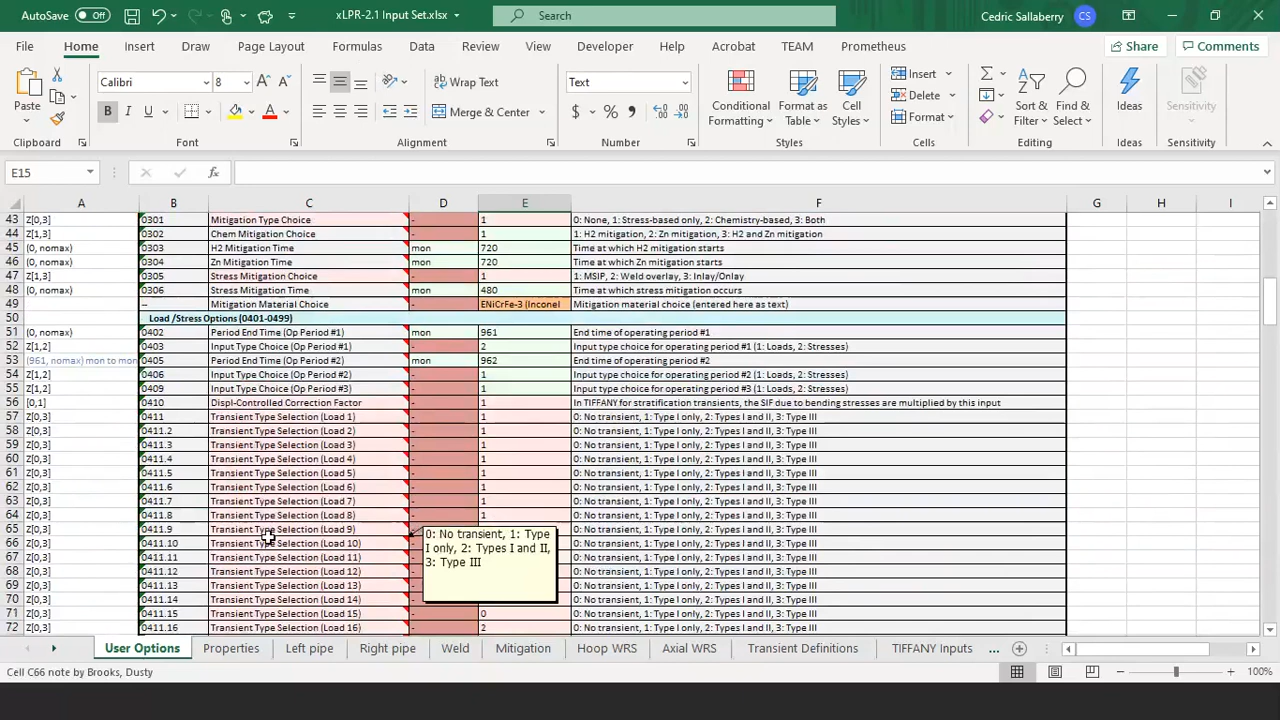 AutoSave Off xLPR-2.1 Input Set.xlsx Search Cedric Sallaberry CS
File Home Insert Draw Page Layout Formulas Data Review View Developer Help Acrobat TEAM Prometheus Share Comments
Paste Calibri 8 Wrap Text Text Conditional Formatting Format as Table Cell Styles Insert Sort & Filter Find & Select Ideas Sensitivity
B I U A Merge & Center $ % Delete
Format
Clipboard Font Alignment Number Styles Cells Editing Ideas Sensitivity
E15 fx
A B C D E F G H I
43 Z[0,3] 0301 Mitigation Type Choice - 1 0: None, 1: Stress-based only, 2: Chemistry-based, 3: Both
44 Z[1,3] 0302 Chem Mitigation Choice - 1 1: H2 mitigation, 2: Zn mitigation, 3: H2 and Zn mitigation
45 (0, nomax) 0303 H2 Mitigation Time mon 720 Time at which H2 mitigation starts
46 (0, nomax) 0304 Zn Mitigation Time mon 720 Time at which Zn mitigation starts
47 Z[1,3] 0305 Stress Mitigation Choice - 1 1: MSIP, 2: Weld overlay, 3: Inlay/Onlay
48 (0, nomax) 0306 Stress Mitigation Time mon 480 Time at which stress mitigation occurs
49 -- Mitigation Material Choice - ENiCrFe-3 (Inconel Mitigation material choice (entered here as text)
50 Load /Stress Options (0401-0499)
51 (0, nomax) 0402 Period End Time (Op Period #1) mon 961 End time of operating period #1
52 Z[1,2] 0403 Input Type Choice (Op Period #1) - 2 Input type choice for operating period #1 (1: Loads, 2: Stresses)
53 (961, nomax) mon to mon 0405 Period End Time (Op Period #2) mon 962 End time of operating period #2
54 Z[1,2] 0406 Input Type Choice (Op Period #2) - 1 Input type choice for operating period #2 (1: Loads, 2: Stresses)
55 Z[1,2] 0409 Input Type Choice (Op Period #3) - 1 Input type choice for operating period #3 (1: Loads, 2: Stresses)
56 [0,1] 0410 Displ-Controlled Correction Factor - 1 In TIFFANY for stratification transients, the SIF due to bending stresses are multiplied by this input
57 Z[0,3] 0411 Transient Type Selection (Load 1) - 1 0: No transient, 1: Type I only, 2: Types I and II, 3: Type III
58 Z[0,3] 0411.2 Transient Type Selection (Load 2) - 1 0: No transient, 1: Type I only, 2: Types I and II, 3: Type III
59 Z[0,3] 0411.3 Transient Type Selection (Load 3) - 1 0: No transient, 1: Type I only, 2: Types I and II, 3: Type III
60 Z[0,3] 0411.4 Transient Type Selection (Load 4) - 1 0: No transient, 1: Type I only, 2: Types I and II, 3: Type III
61 Z[0,3] 0411.5 Transient Type Selection (Load 5) - 1 0: No transient, 1: Type I only, 2: Types I and II, 3: Type III
62 Z[0,3] 0411.6 Transient Type Selection (Load 6) - 1 0: No transient, 1: Type I only, 2: Types I and II, 3: Type III
63 Z[0,3] 0411.7 Transient Type Selection (Load 7) - 1 0: No transient, 1: Type I only, 2: Types I and II, 3: Type III
64 Z[0,3] 0411.8 Transient Type Selection (Load 8) - 1 0: No transient, 1: Type I only, 2: Types I and II, 3: Type III
65 Z[0,3] 0411.9 Transient Type Selection (Load 9) 0: No transient, 1: Type I only, 2: Types I and II, 3: Type III
66 Z[0,3] 0411.10 Transient Type Selection (Load 10) 0: No transient, 1: Type I only, 2: Types I and II, 3: Type III
67 Z[0,3] 0411.11 Transient Type Selection (Load 11) - 0: No transient, 1: Type I only, 2: Types I and II, 3: Type III
68 Z[0,3] 0411.12 Transient Type Selection (Load 12) - 0: No transient, 1: Type I only, 2: Types I and II, 3: Type III
69 Z[0,3] 0411.13 Transient Type Selection (Load 13) - 0: No transient, 1: Type I only, 2: Types I and II, 3: Type III
70 Z[0,3] 0411.14 Transient Type Selection (Load 14) - 0: No transient, 1: Type I only, 2: Types I and II, 3: Type III
71 Z[0,3] 0411.15 Transient Type Selection (Load 15) - 0 0: No transient, 1: Type I only, 2: Types I and II, 3: Type III
72 Z[0,3] 0411.16 Transient Type Selection (Load 16) - 2 0: No transient, 1: Type I only, 2: Types I and II, 3: Type III
0: No transient, 1: Type
I only, 2: Types I and II,
3: Type III
User Options Properties Left pipe Right pipe Weld Mitigation Hoop WRS Axial WRS Transient Definitions TIFFANY Inputs ...
Cell C66 note by Brooks, Dusty 100%